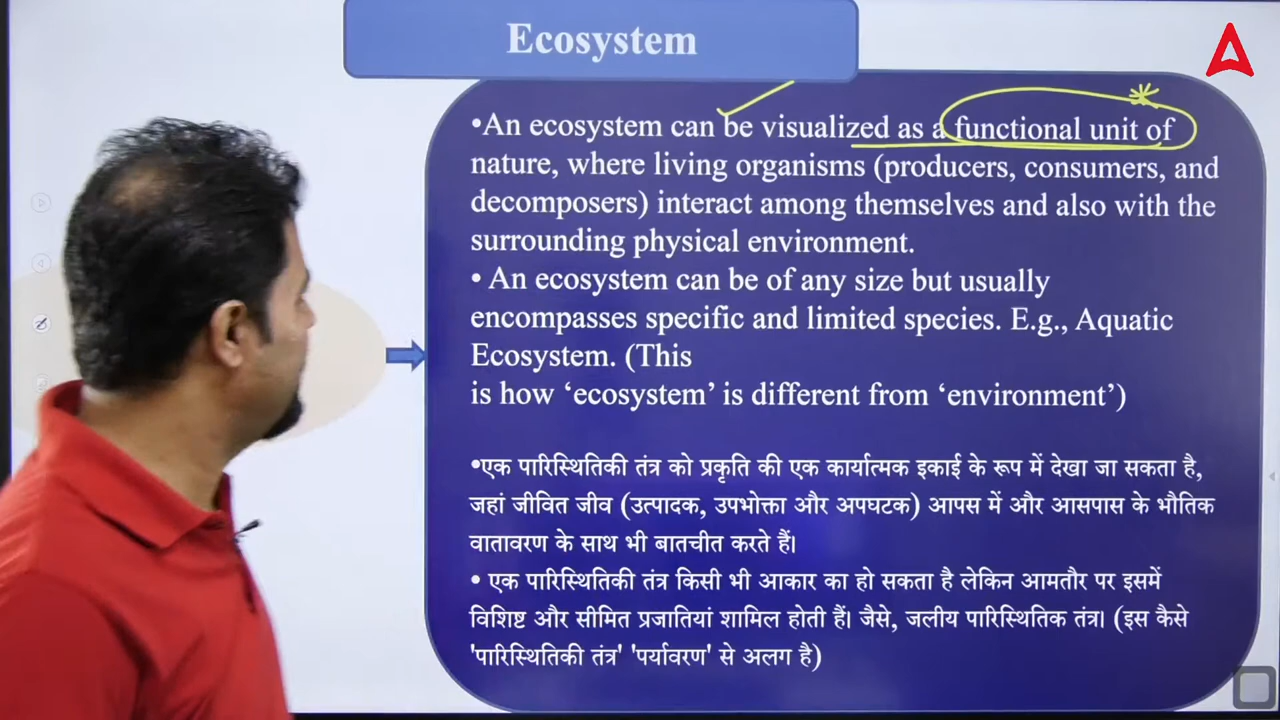 Ecosystem
•An ecosystem can be visualized as a functional unit of
nature, where living organisms (producers, consumers, and
decomposers) interact among themselves and also with the
surrounding physical environment.
• An ecosystem can be of any size but usually
encompasses specific and limited species. E.g., Aquatic
Ecosystem. (This
is how ‘ecosystem’ is different from ‘environment’)
•एक पारिस्थितिकी तंत्र को प्रकृति की एक कार्यात्मक इकाई के रूप में देखा जा सकता है,
जहां जीवित जीव (उत्पादक, उपभोक्ता और अपघटक) आपस में और आसपास के भौतिक
वातावरण के साथ भी बातचीत करते हैं।
• एक पारिस्थितिकी तंत्र किसी भी आकार का हो सकता है लेकिन आमतौर पर इसमें
विशिष्ट और सीमित प्रजातियां शामिल होती हैं। जैसे, जलीय पारिस्थितिक तंत्र। (इस कैसे
'पारिस्थितिकी तंत्र' 'पर्यावरण' से अलग है)